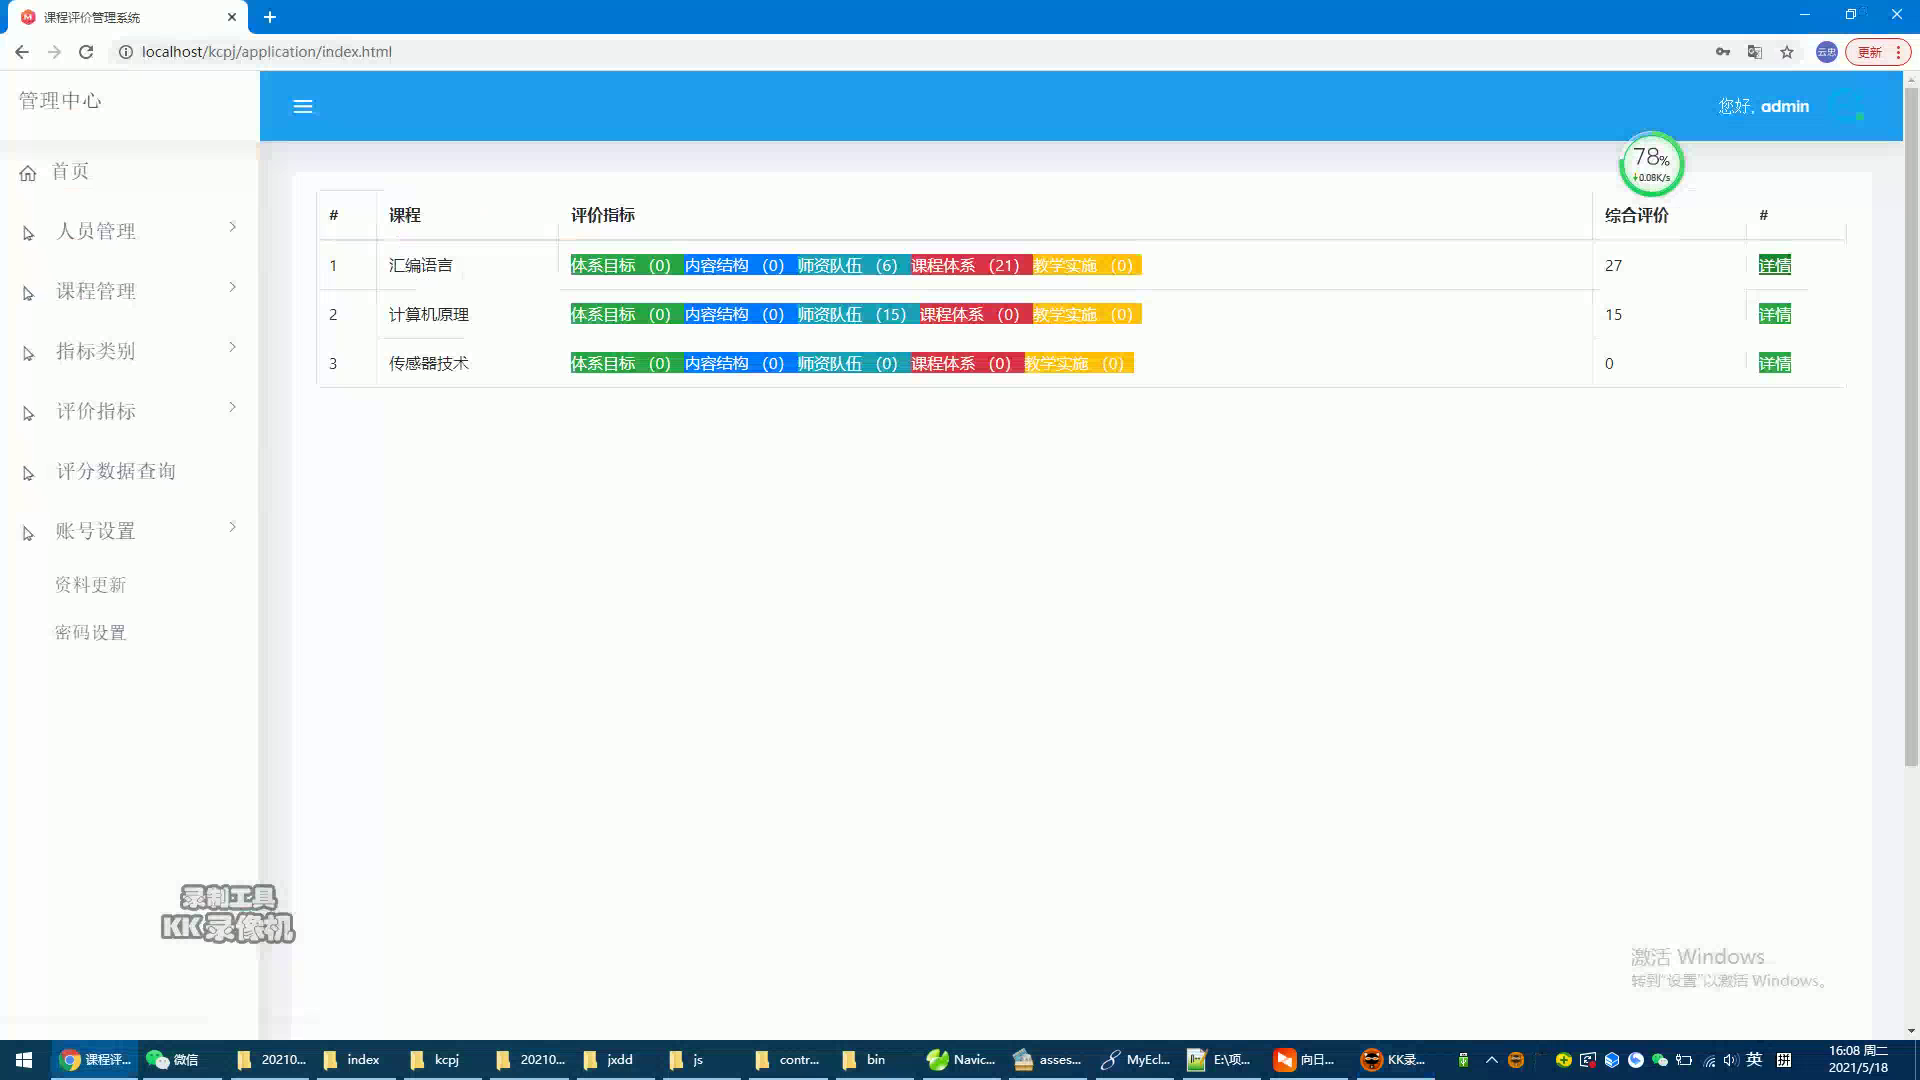 课程评价管理系统
localhost/kcpj/application/index.html
云忠
更新
管理中心
您好, admin
78%
0.08K/s
首页
人员管理
课程管理
指标类别
评价指标
评分数据查询
账号设置
资料更新
密码设置
# 课程 评价指标 综合评价 #
1 汇编语言 体系目标 (0) 内容结构 (0) 师资队伍 (6) 课程体系 (21) 教学实施 (0) 27 详情
2 计算机原理 体系目标 (0) 内容结构 (0) 师资队伍 (15) 课程体系 (0) 教学实施 (0) 15 详情
3 传感器技术 体系目标 (0) 内容结构 (0) 师资队伍 (0) 课程体系 (0) 教学实施 (0) 0 详情
录制工具
KK录像机
激活 Windows
转到"设置"以激活 Windows。
课程评... 微信 20210... index kcpj 20210... jxdd js contr... bin Navic... asses... MyEcl... E:\项... 向日... KK录... 英 拼
16:08 周二
2021/5/18